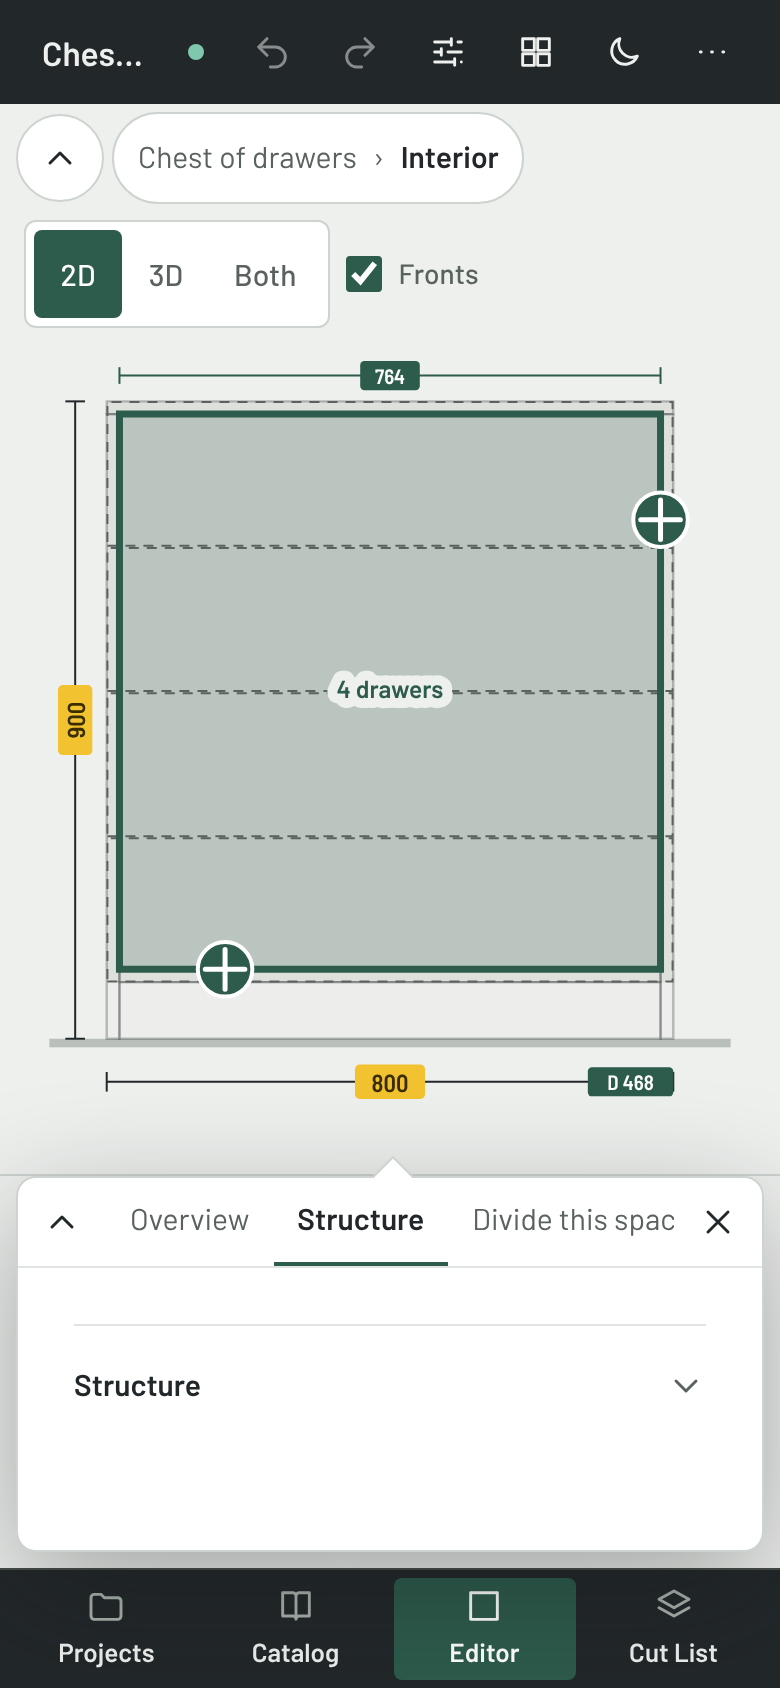 Ches...
Chest of drawers › Interior
2D 3D Both Fronts
764
4 drawers
900
800
D 468
Overview Structure Divide this spac
Structure
Projects Catalog Editor Cut List